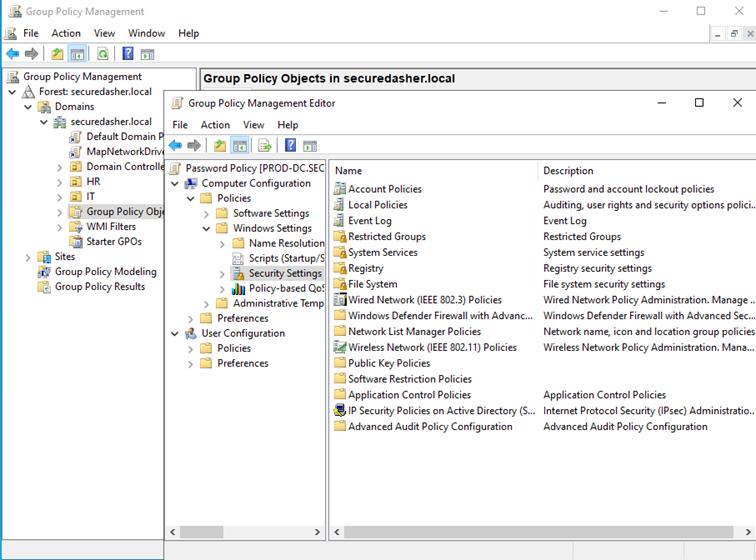 Group Policy Management
File Action View Window Help
Group Policy Management
Forest: securedasher.local
Domains
securedasher.local
Default Domain P
MapNetworkDrive
Domain Controlle
HR
IT
Group Policy Obje
WMI Filters
Starter GPOs
Sites
Group Policy Modeling
Group Policy Results
Group Policy Objects in securedasher.local
Group Policy Management Editor
File Action View Help
Password Policy [PROD-DC.SEC
Computer Configuration
Policies
Software Settings
Windows Settings
Name Resolution
Scripts (Startup/S
Security Settings
Policy-based QoS
Administrative Temp
Preferences
User Configuration
Policies
Preferences
Name Description
Account Policies Password and account lockout policies
Local Policies Auditing, user rights and security options polici...
Event Log Event Log
Restricted Groups Restricted Groups
System Services System service settings
Registry Registry security settings
File System File system security settings
Wired Network (IEEE 802.3) Policies Wired Network Policy Administration. Manage ...
Windows Defender Firewall with Advanc... Windows Defender Firewall with Advanced Sec...
Network List Manager Policies Network name, icon and location group policies
Wireless Network (IEEE 802.11) Policies Wireless Network Policy Administration. Mana...
Public Key Policies
Software Restriction Policies
Application Control Policies Application Control Policies
IP Security Policies on Active Directory (S... Internet Protocol Security (IPsec) Administratio...
Advanced Audit Policy Configuration Advanced Audit Policy Configuration